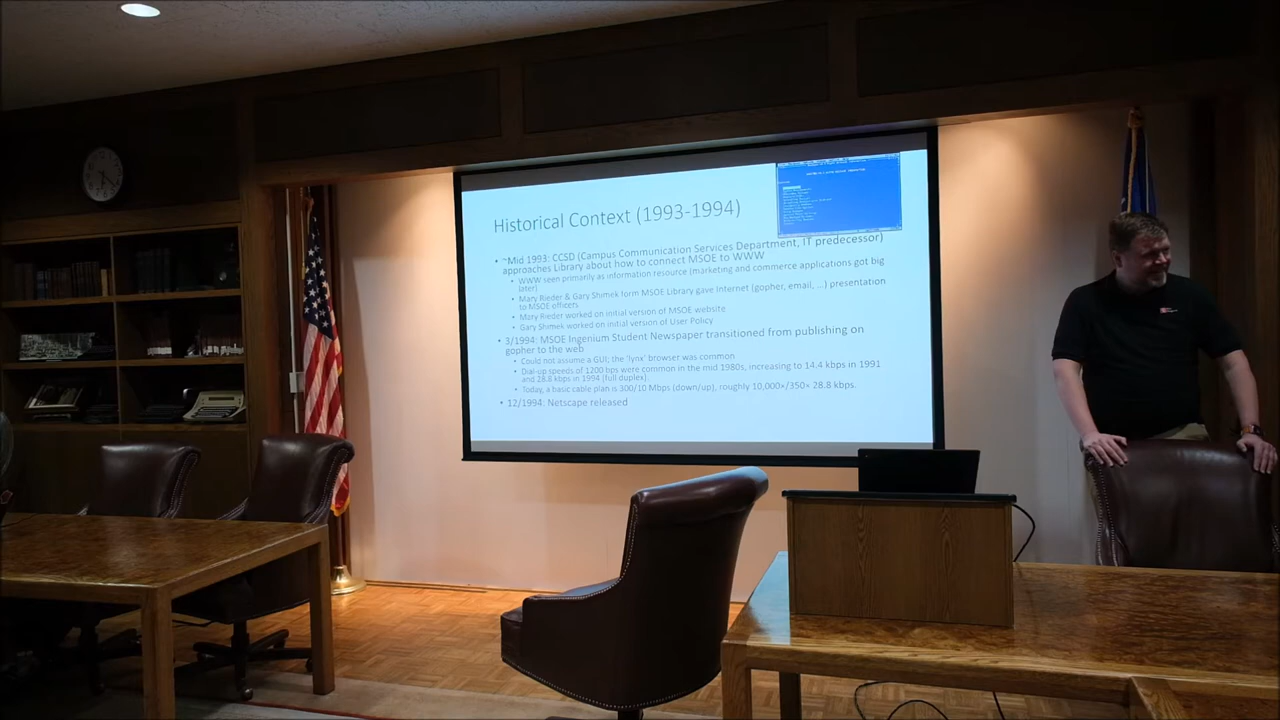 Historical Context (1993-1994)
• ~Mid 1993: CCSD (Campus Communication Services Department, IT predecessor)
approaches Library about how to connect MSOE to WWW
• WWW seen primarily as information resource (marketing and commerce applications got big
later)
• Mary Rieder & Gary Shimek form MSOE Library gave Internet (gopher, email, ...) presentation
to MSOE officers
• Mary Rieder worked on initial version of MSOE website
• Gary Shimek worked on initial version of User Policy
• 3/1994: MSOE Ingenium Student Newspaper transitioned from publishing on
gopher to the web
• Could not assume a GUI; the 'lynx' browser was common
• Dial-up speeds of 1200 bps were common in the mid 1980s, increasing to 14.4 kbps in 1991
and 28.8 kbps in 1994 (full duplex).
• Today, a basic cable plan is 300/10 Mbps (down/up), roughly 10,000×/350× 28.8 kbps.
• 12/1994: Netscape released